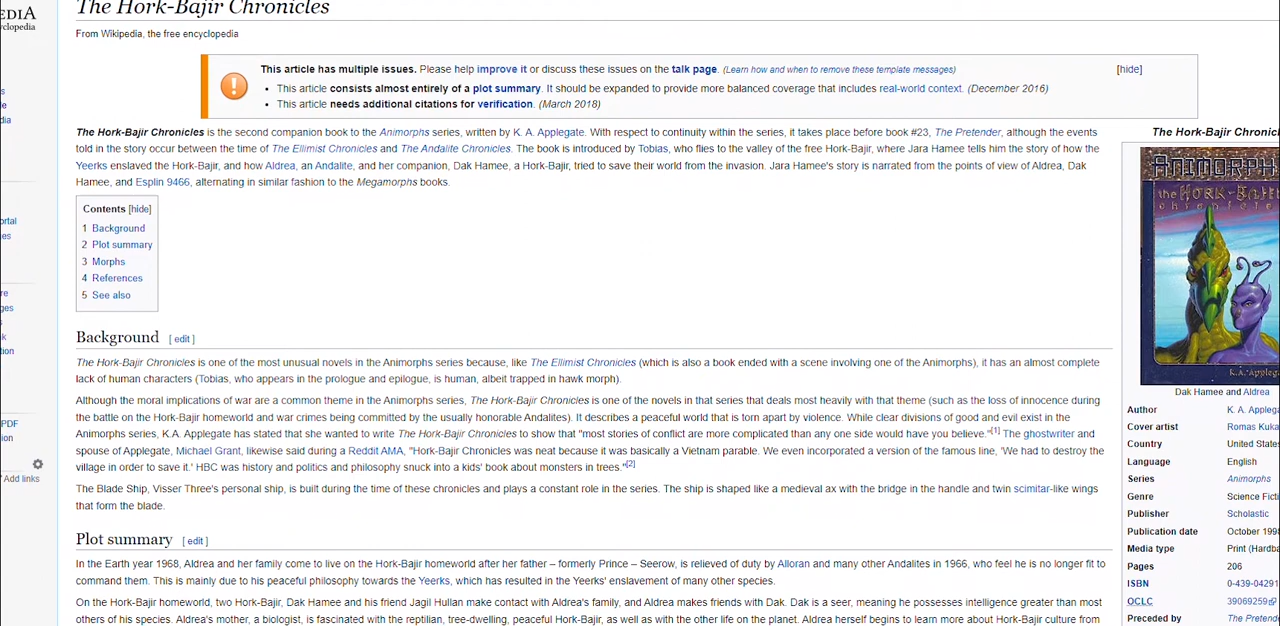 EDIA
clopedia
The Hork-Bajir Chronicles
From Wikipedia, the free encyclopedia
This article has multiple issues. Please help improve it or discuss these issues on the talk page. (Learn how and when to remove these template messages)
[hide]
• This article consists almost entirely of a plot summary. It should be expanded to provide more balanced coverage that includes real-world context. (December 2016)
• This article needs additional citations for verification. (March 2018)
The Hork-Bajir Chronicles is the second companion book to the Animorphs series, written by K. A. Applegate. With respect to continuity within the series, it takes place before book #23, The Pretender, although the events
told in the story occur between the time of The Ellimist Chronicles and The Andalite Chronicles. The book is introduced by Tobias, who flies to the valley of the free Hork-Bajir, where Jara Hamee tells him the story of how the
Yeerks enslaved the Hork-Bajir, and how Aldrea, an Andalite, and her companion, Dak Hamee, a Hork-Bajir, tried to save their world from the invasion. Jara Hamee's story is narrated from the points of view of Aldrea, Dak
Hamee, and Esplin 9466, alternating in similar fashion to the Megamorphs books.
Contents [hide]
1 Background
2 Plot summary
3 Morphs
4 References
5 See also
Background [ edit ]
The Hork-Bajir Chronicles is one of the most unusual novels in the Animorphs series because, like The Ellimist Chronicles (which is also a book ended with a scene involving one of the Animorphs), it has an almost complete
lack of human characters (Tobias, who appears in the prologue and epilogue, is human, albeit trapped in hawk morph).
Although the moral implications of war are a common theme in the Animorphs series, The Hork-Bajir Chronicles is one of the novels in that series that deals most heavily with that theme (such as the loss of innocence during
the battle on the Hork-Bajir homeworld and war crimes being committed by the usually honorable Andalites). It describes a peaceful world that is torn apart by violence. While clear divisions of good and evil exist in the
Animorphs series, K.A. Applegate has stated that she wanted to write The Hork-Bajir Chronicles to show that "most stories of conflict are more complicated than any one side would have you believe."[1] The ghostwriter and
spouse of Applegate, Michael Grant, likewise said during a Reddit AMA, "Hork-Bajir Chronicles was neat because it was basically a Vietnam parable. We even incorporated a version of the famous line, 'We had to destroy the
village in order to save it.' HBC was history and politics and philosophy snuck into a kids' book about monsters in trees."[2]
The Blade Ship, Visser Three's personal ship, is built during the time of these chronicles and plays a constant role in the series. The ship is shaped like a medieval ax with the bridge in the handle and twin scimitar-like wings
that form the blade.
Plot summary [ edit ]
In the Earth year 1968, Aldrea and her family come to live on the Hork-Bajir homeworld after her father – formerly Prince – Seerow, is relieved of duty by Alloran and many other Andalites in 1966, who feel he is no longer fit to
command them. This is mainly due to his peaceful philosophy towards the Yeerks, which has resulted in the Yeerks' enslavement of many other species.
On the Hork-Bajir homeworld, two Hork-Bajir, Dak Hamee and his friend Jagil Hullan make contact with Aldrea's family, and Aldrea makes friends with Dak. Dak is a seer, meaning he possesses intelligence greater than most
others of his species. Aldrea's mother, a biologist, is fascinated with the reptilian, tree-dwelling, peaceful Hork-Bajir, as well as with the other life on the planet. Aldrea herself begins to learn more about Hork-Bajir culture from
The Hork-Bajir Chronic
ANIMORPH
the HORK-BAJI
chronicle
K.A. Applega
Dak Hamee and Aldrea
Author K. A. Applega
Cover artist Romas Kuka
Country United States
Language English
Series Animorphs
Genre Science Ficti
Publisher Scholastic
Publication date October 1998
Media type Print (Hardba
Pages 206
ISBN 0-439-04291
OCLC 39069259
Preceded by The Pretend
dia
ortal
es
re
ges
k
ion
PDF
ion
Add links